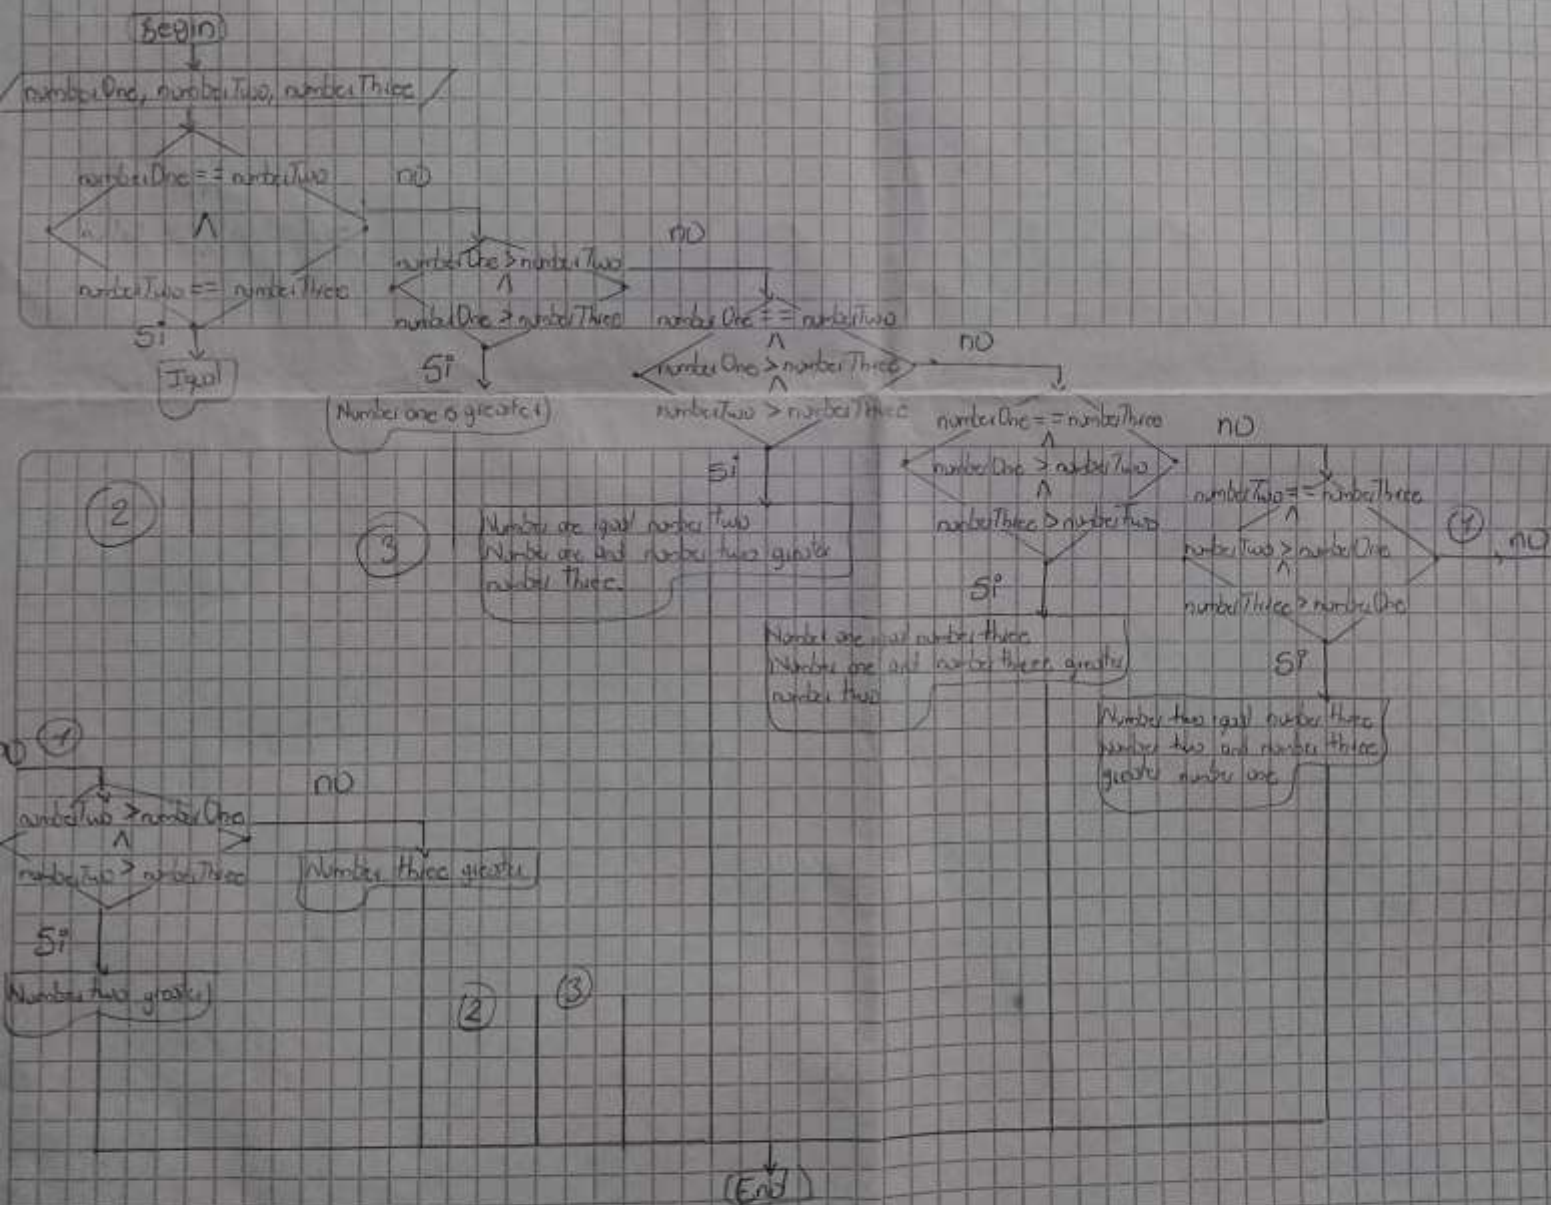 Begin
numberOne, numberTwo, numberThree
numberOne == numberTwo
∧
numberTwo == numberThree
no
Si
Igual
numberOne > numberTwo
∧
numberOne > numberThree
no
Si
Number one is greater
numberOne == numberTwo
∧
numberOne > numberThree
∧
numberTwo > numberThree
no
Si
Number one igual number two
Number one and number two greater
number three
numberOne == numberThree
∧
numberOne > numberTwo
∧
numberThree > numberTwo
no
Si
Number one igual number three
Number one and number three greater
number two
numberTwo == numberThree
∧
numberTwo > numberOne
∧
numberThree > numberOne
no
Si
Number two igual number three
Number two and number three
greater number one
2
3
1
no
1
numberTwo > numberOne
∧
numberTwo > numberThree
no
Number three greater
Si
Number two greater
2
3
End